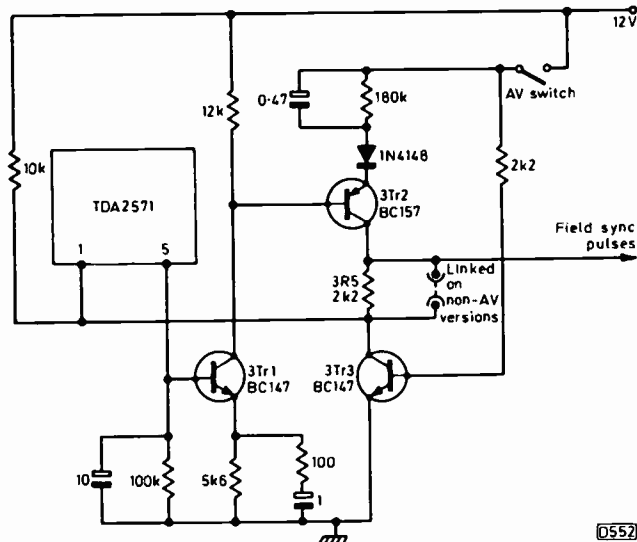 12V
0·47
180k
AV switch
12k
1N4148
10k
2k2
TDA2571
3Tr2
BC157
1
5
Field sync
pulses
3R5
2k2
Linked
on
non-AV
versions
3Tr1
BC147
3Tr3
BC147
10
100k
5k6
100
1
D552